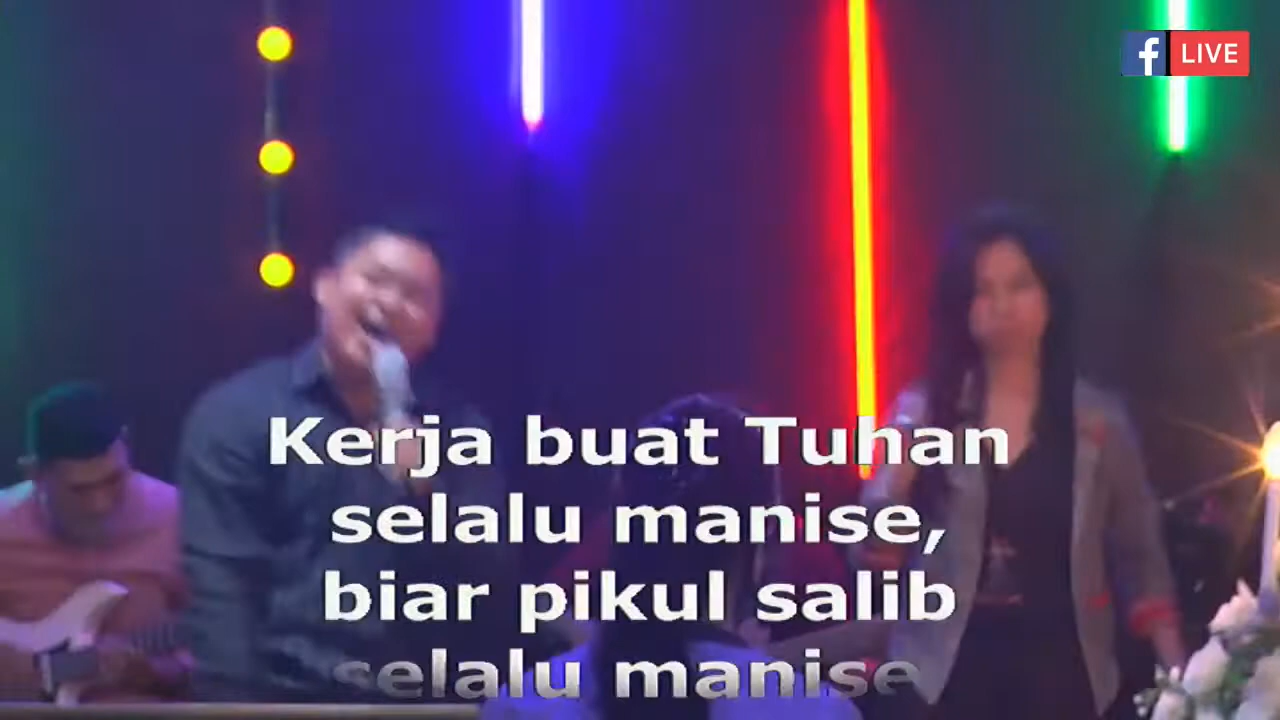 f LIVE
Kerja buat Tuhan
selalu manise,
biar pikul salib
selalu manise